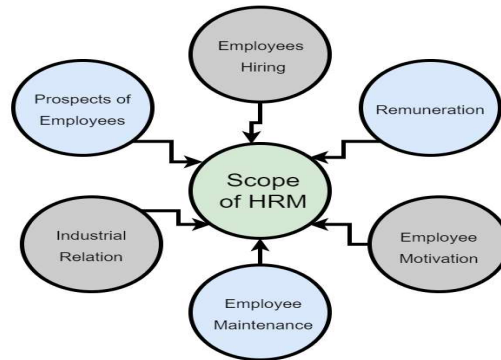 Employees
Hiring
Prospects of
Employees
Remuneration
Scope
of HRM
Industrial
Relation
Employee
Motivation
Employee
Maintenance